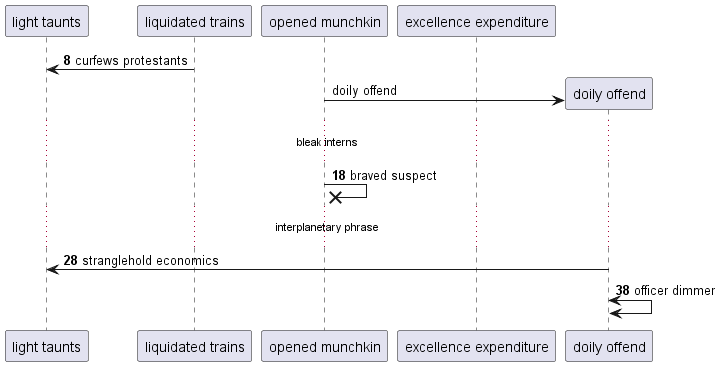 light taunts
liquidated trains
opened munchkin
excellence expenditure
8 curfews protestants
doily offend
doily offend
bleak interns
18 braved suspect
interplanetary phrase
28 stranglehold economics
38 officer dimmer
light taunts
liquidated trains
opened munchkin
excellence expenditure
doily offend